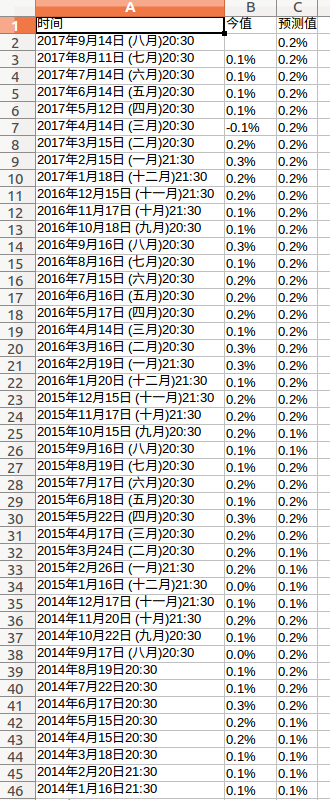 A B C
1 时间 今值 预测值
2 2017年9月14日 (八月)20:30 0.2%
3 2017年8月11日 (七月)20:30 0.1% 0.2%
4 2017年7月14日 (六月)20:30 0.1% 0.2%
5 2017年6月14日 (五月)20:30 0.1% 0.2%
6 2017年5月12日 (四月)20:30 0.1% 0.2%
7 2017年4月14日 (三月)20:30 -0.1% 0.2%
8 2017年3月15日 (二月)20:30 0.2% 0.2%
9 2017年2月15日 (一月)21:30 0.3% 0.2%
10 2017年1月18日 (十二月)21:30 0.2% 0.2%
11 2016年12月15日 (十一月)21:30 0.2% 0.2%
12 2016年11月17日 (十月)21:30 0.1% 0.2%
13 2016年10月18日 (九月)20:30 0.1% 0.2%
14 2016年9月16日 (八月)20:30 0.3% 0.2%
15 2016年8月16日 (七月)20:30 0.1% 0.2%
16 2016年7月15日 (六月)20:30 0.2% 0.2%
17 2016年6月16日 (五月)20:30 0.2% 0.2%
18 2016年5月17日 (四月)20:30 0.2% 0.2%
19 2016年4月14日 (三月)20:30 0.1% 0.2%
20 2016年3月16日 (二月)20:30 0.3% 0.2%
21 2016年2月19日 (一月)21:30 0.3% 0.2%
22 2016年1月20日 (十二月)21:30 0.1% 0.2%
23 2015年12月15日 (十一月)21:30 0.2% 0.2%
24 2015年11月17日 (十月)21:30 0.2% 0.2%
25 2015年10月15日 (九月)20:30 0.2% 0.1%
26 2015年9月16日 (八月)20:30 0.1% 0.1%
27 2015年8月19日 (七月)20:30 0.1% 0.2%
28 2015年7月17日 (六月)20:30 0.2% 0.2%
29 2015年6月18日 (五月)20:30 0.1% 0.2%
30 2015年5月22日 (四月)20:30 0.3% 0.2%
31 2015年4月17日 (三月)20:30 0.2% 0.2%
32 2015年3月24日 (二月)20:30 0.2% 0.1%
33 2015年2月26日 (一月)21:30 0.2% 0.1%
34 2015年1月16日 (十二月)21:30 0.0% 0.1%
35 2014年12月17日 (十一月)21:30 0.1% 0.1%
36 2014年11月20日 (十月)21:30 0.2% 0.2%
37 2014年10月22日 (九月)20:30 0.1% 0.2%
38 2014年9月17日 (八月)20:30 0.0% 0.2%
39 2014年8月19日20:30 0.1% 0.2%
40 2014年7月22日20:30 0.1% 0.2%
41 2014年6月17日20:30 0.3% 0.2%
42 2014年5月15日20:30 0.2% 0.2%
43 2014年4月15日20:30 0.2% 0.1%
44 2014年3月18日20:30 0.1% 0.1%
45 2014年2月20日21:30 0.1% 0.1%
46 2014年1月16日21:30 0.1% 0.1%